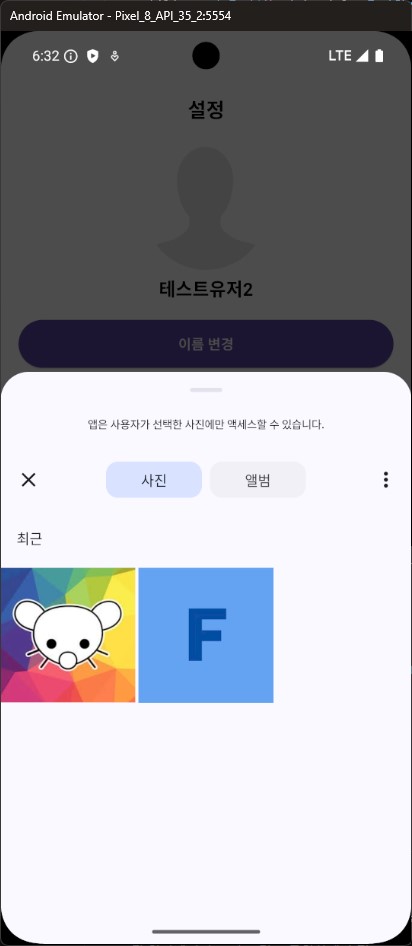 Android Emulator - Pixel_8_API_35_2:5554
6:32
LTE
설정
테스트유저2
이름 변경
앱은 사용자가 선택한 사진에만 액세스할 수 있습니다.
사진
앨범
최근
F